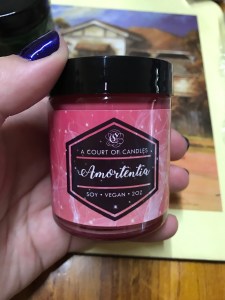 A COURT OF CANDLES
Amortentia
SOY • VEGAN • 2OZ